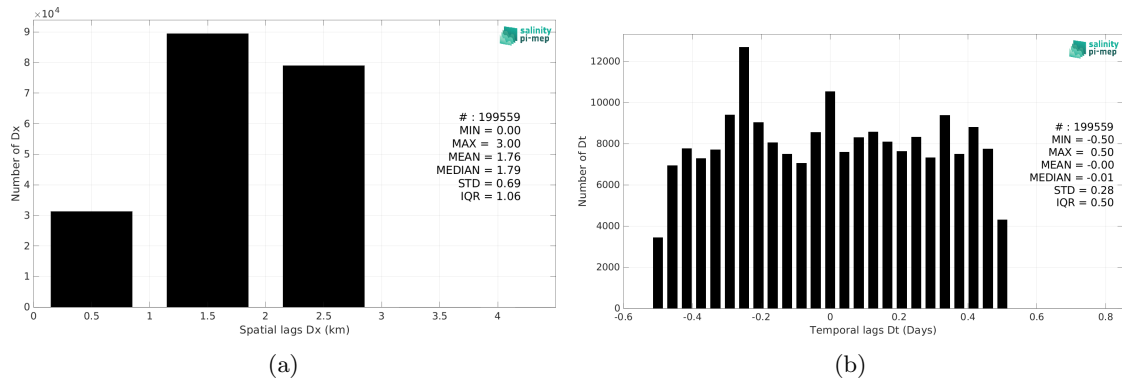 ×10⁴
9
8
7
6
5
4
3
2
1
0
Number of Dx
0 0.5 1 1.5 2 2.5 3 3.5 4
Spatial lags Dx (km)
salinity
pi-mep
# : 199559
MIN = 0.00
MAX = 3.00
MEAN = 1.76
MEDIAN = 1.79
STD = 0.69
IQR = 1.06
(a)
12000
10000
8000
6000
4000
2000
0
Number of Dt
-0.6 -0.4 -0.2 0 0.2 0.4 0.6 0.8
Temporal lags Dt (Days)
salinity
pi-mep
# : 199559
MIN = -0.50
MAX = 0.50
MEAN = -0.00
MEDIAN = -0.01
STD = 0.28
IQR = 0.50
(b)